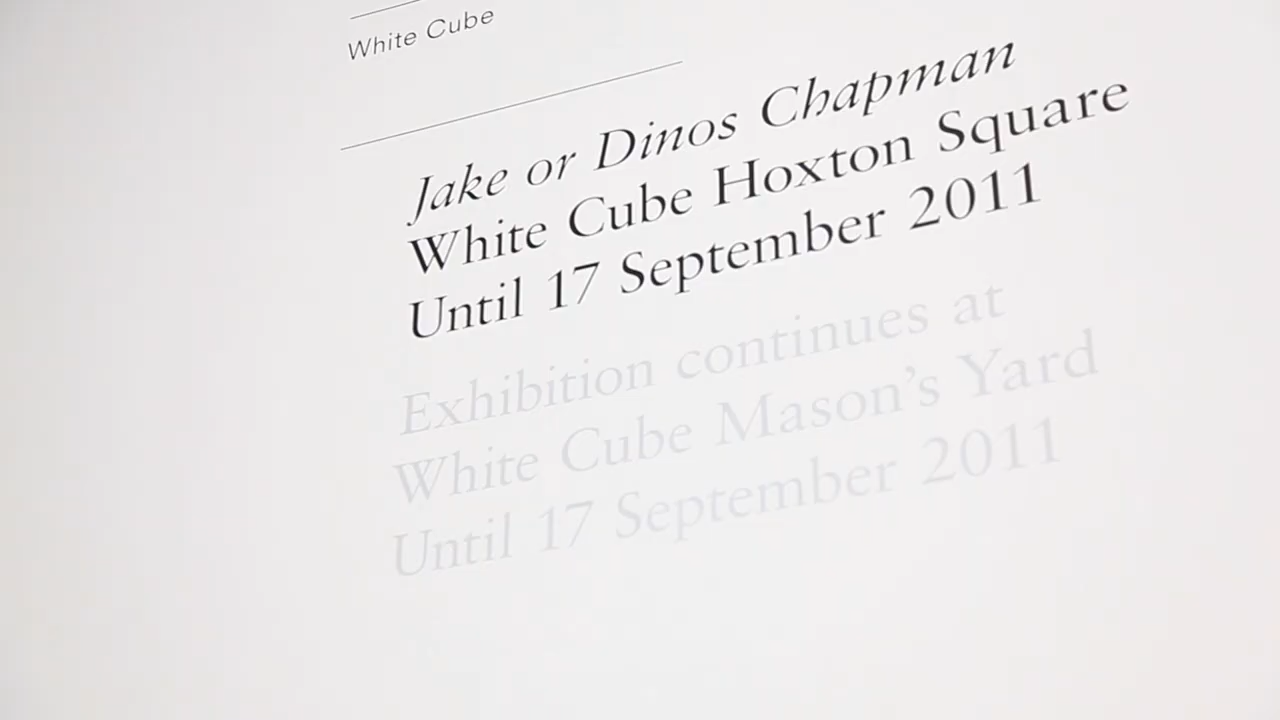 White Cube
Jake or Dinos Chapman
White Cube Hoxton Square
Until 17 September 2011
Exhibition continues at
White Cube Mason's Yard
Until 17 September 2011